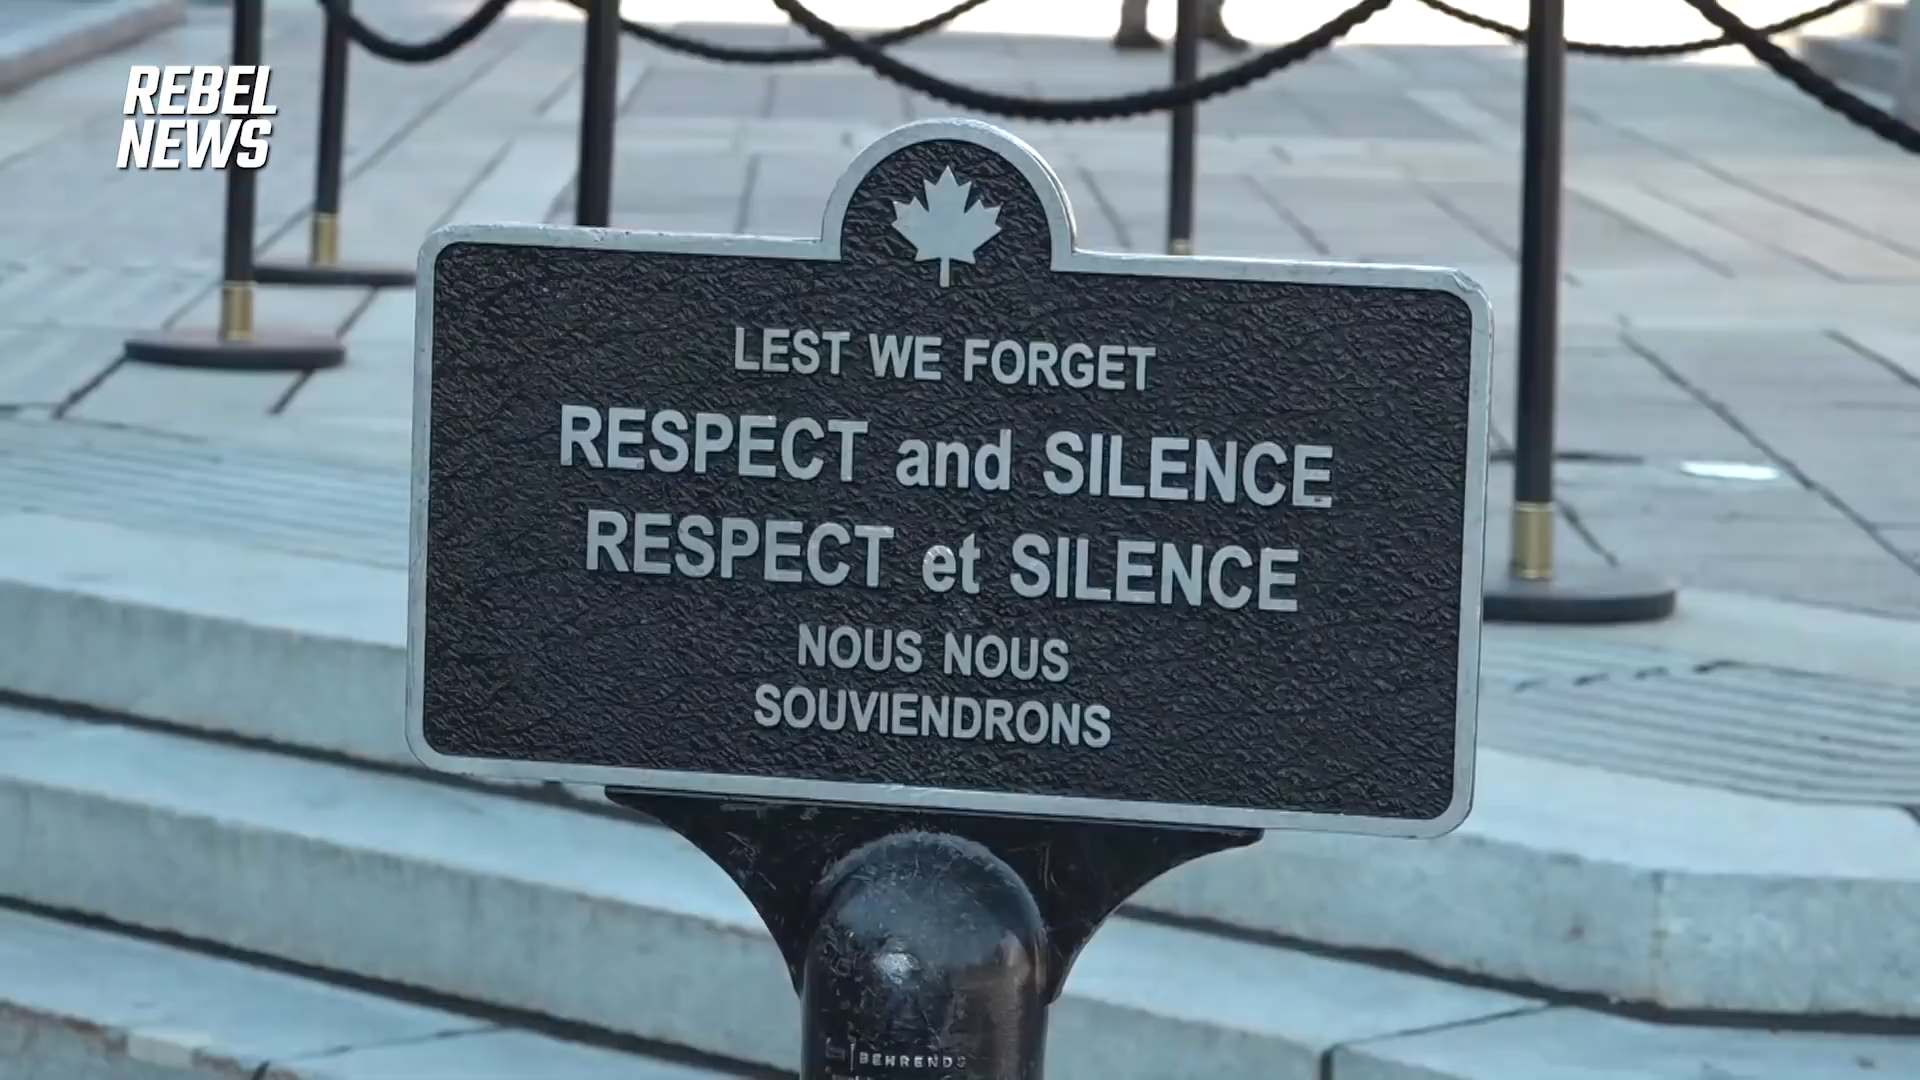 REBEL
NEWS
LEST WE FORGET
RESPECT and SILENCE
RESPECT et SILENCE
NOUS NOUS
SOUVIENDRONS
BEHRENDS